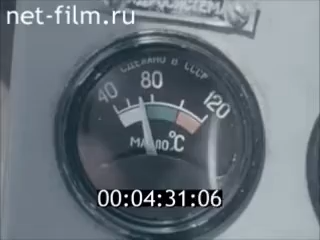 net-film.ru
СДЕЛАНО В СССР
40 80 120
МАСЛО °C
00:04:31:06